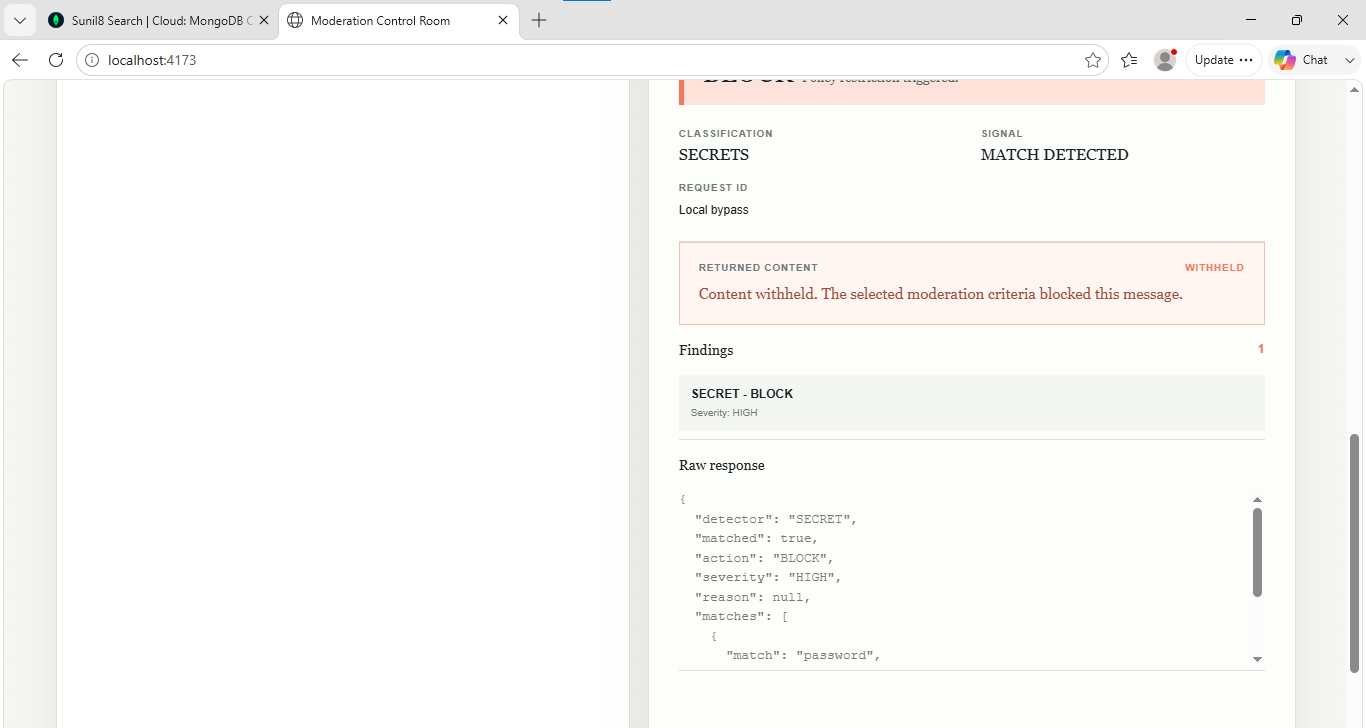 Sunil8 Search | Cloud: MongoDB C
Moderation Control Room
localhost:4173
Update
Chat
BLOCK Policy restriction triggered.
CLASSIFICATION
SECRETS
SIGNAL
MATCH DETECTED
REQUEST ID
Local bypass
RETURNED CONTENT
WITHHELD
Content withheld. The selected moderation criteria blocked this message.
Findings
1
SECRET - BLOCK
Severity: HIGH
Raw response
{
"detector": "SECRET",
"matched": true,
"action": "BLOCK",
"severity": "HIGH",
"reason": null,
"matches": [
{
"match": "password",